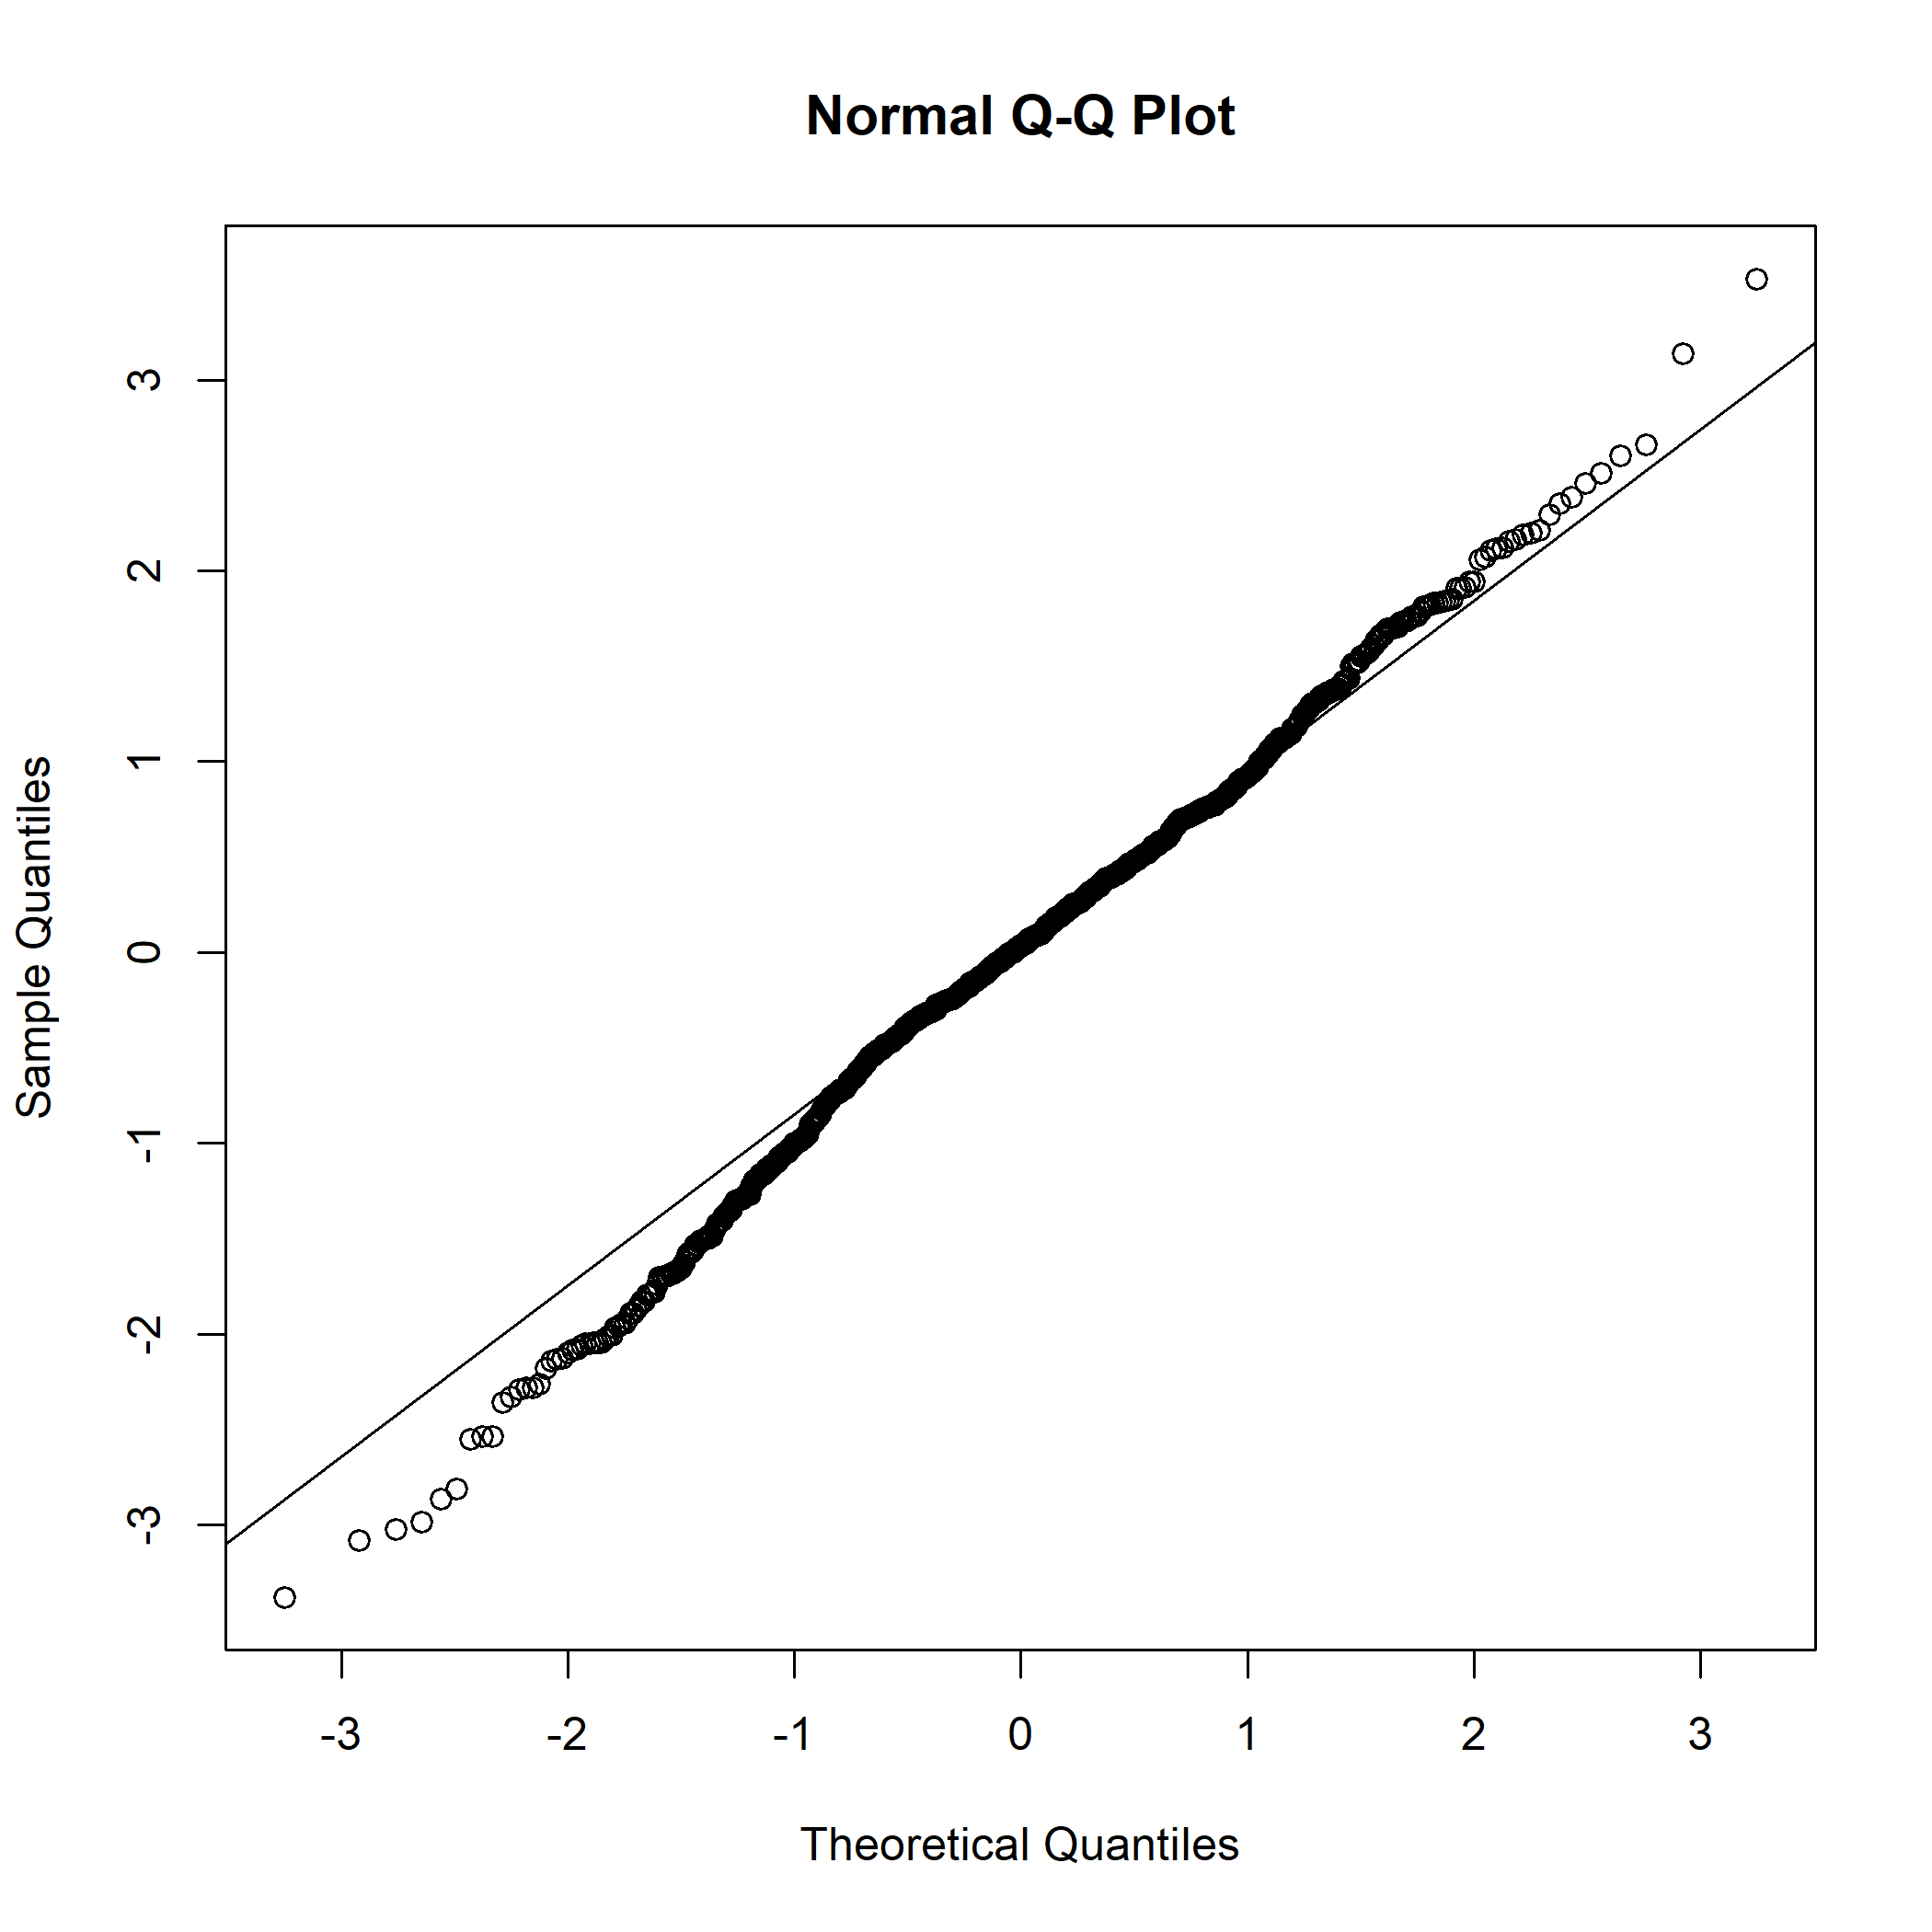 Normal Q-Q Plot
Sample Quantiles
3
2
1
0
-1
-2
-3
-3 -2 -1 0 1 2 3
Theoretical Quantiles